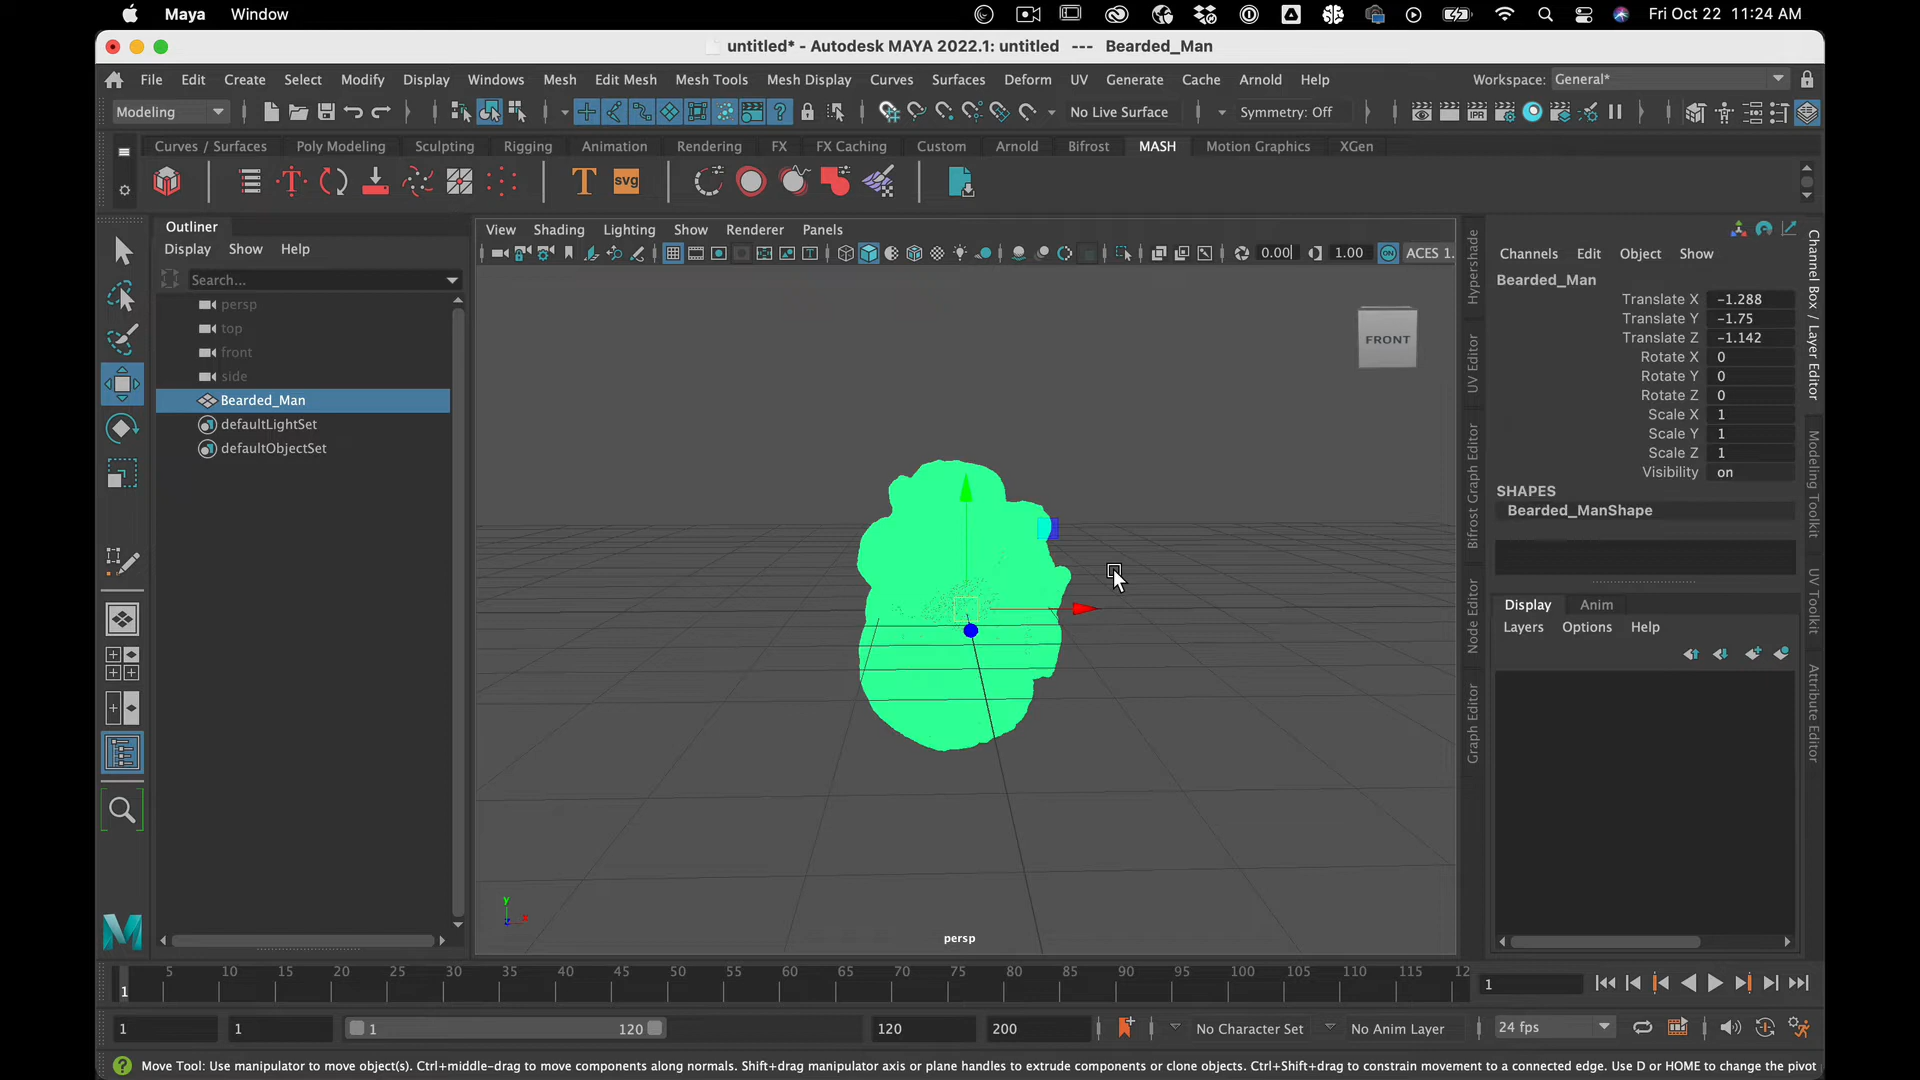 Maya Window Fri Oct 22 11:24 AM
untitled* - Autodesk MAYA 2022.1: untitled --- Bearded_Man
File Edit Create Select Modify Display Windows Mesh Edit Mesh Mesh Tools Mesh Display Curves Surfaces Deform UV Generate Cache Arnold Help Workspace: General*
Modeling No Live Surface Symmetry: Off IPR
Curves / Surfaces Poly Modeling Sculpting Rigging Animation Rendering FX FX Caching Custom Arnold Bifrost MASH Motion Graphics XGen
T svg
Outliner
Display Show Help
Search...
persp
top
front
side
Bearded_Man
defaultLightSet
defaultObjectSet
View Shading Lighting Show Renderer Panels
0.00 1.00 ON ACES 1.
FRONT
y
x
persp
Hypershade
UV Editor
Bifrost Graph Editor
Node Editor
Graph Editor
Channels Edit Object Show
Bearded_Man
Translate X -1.288
Translate Y -1.75
Translate Z -1.142
Rotate X 0
Rotate Y 0
Rotate Z 0
Scale X 1
Scale Y 1
Scale Z 1
Visibility on
SHAPES
Bearded_ManShape
Display Anim
Layers Options Help
Channel Box / Layer Editor
Modeling Toolkit
UV Toolkit
Attribute Editor
5 10 15 20 25 30 35 40 45 50 55 60 65 70 75 80 85 90 95 100 105 110 115 12
1 1
1 1 1 120 120 200 No Character Set No Anim Layer 24 fps
Move Tool: Use manipulator to move object(s). Ctrl+middle-drag to move components along normals. Shift+drag manipulator axis or plane handles to extrude components or clone objects. Ctrl+Shift+drag to constrain movement to a connected edge. Use D or HOME to change the pivot